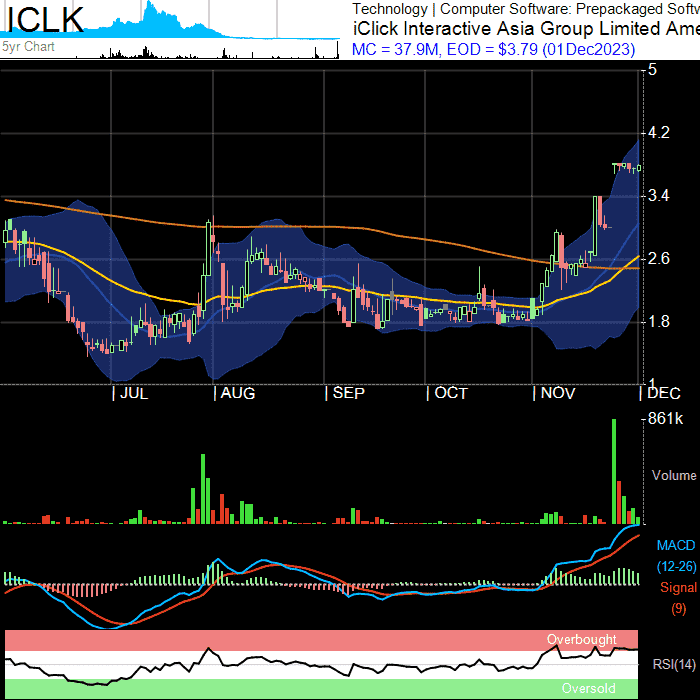 ICLK
5yr Chart
Technology | Computer Software: Prepackaged Softw
iClick Interactive Asia Group Limited Ame
MC = 37.9M, EOD = $3.79 (01Dec2023)
5
4.2
3.4
2.6
1.8
1
| JUL | AUG | SEP | OCT | NOV | DEC
861k
Volume
MACD
(12-26)
Signal
(9)
Overbought
RSI(14)
Oversold